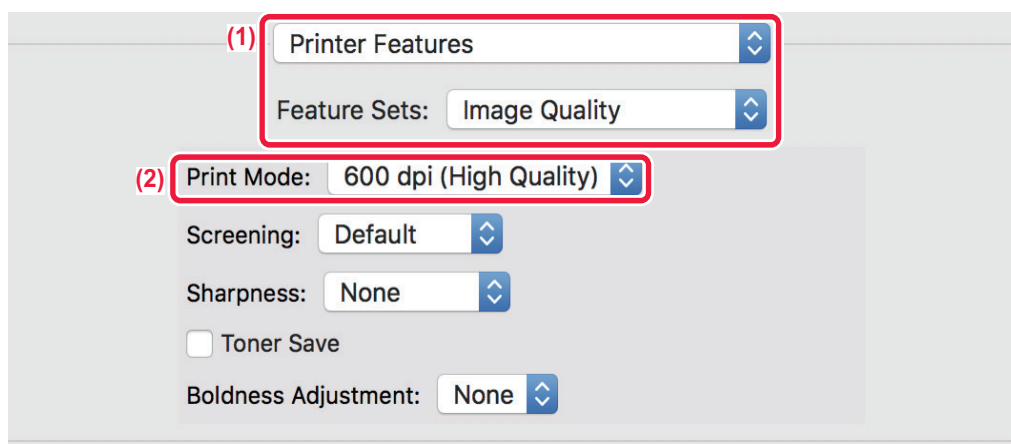 (1) Printer Features
Feature Sets: Image Quality
(2) Print Mode: 600 dpi (High Quality)
Screening: Default
Sharpness: None
Toner Save
Boldness Adjustment: None